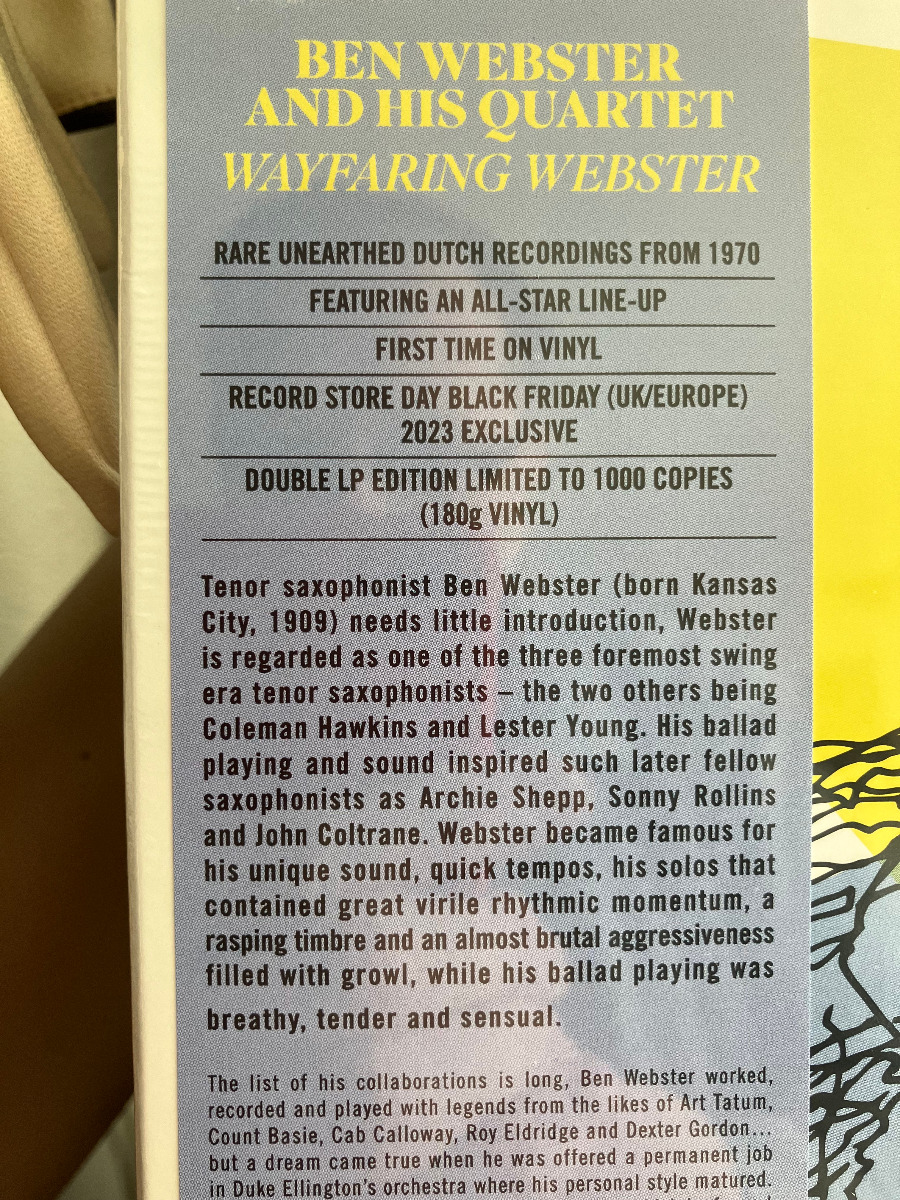 BEN WEBSTER
AND HIS QUARTET
WAYFARING WEBSTER
RARE UNEARTHED DUTCH RECORDINGS FROM 1970
FEATURING AN ALL-STAR LINE-UP
FIRST TIME ON VINYL
RECORD STORE DAY BLACK FRIDAY (UK/EUROPE)
2023 EXCLUSIVE
DOUBLE LP EDITION LIMITED TO 1000 COPIES
(180g VINYL)
Tenor saxophonist Ben Webster (born Kansas
City, 1909) needs little introduction, Webster
is regarded as one of the three foremost swing
era tenor saxophonists – the two others being
Coleman Hawkins and Lester Young. His ballad
playing and sound inspired such later fellow
saxophonists as Archie Shepp, Sonny Rollins
and John Coltrane. Webster became famous for
his unique sound, quick tempos, his solos that
contained great virile rhythmic momentum, a
rasping timbre and an almost brutal aggressiveness
filled with growl, while his ballad playing was
breathy, tender and sensual.
The list of his collaborations is long, Ben Webster worked,
recorded and played with legends from the likes of Art Tatum,
Count Basie, Cab Calloway, Roy Eldridge and Dexter Gordon...
but a dream came true when he was offered a permanent job
in Duke Ellington's orchestra where his personal style matured.